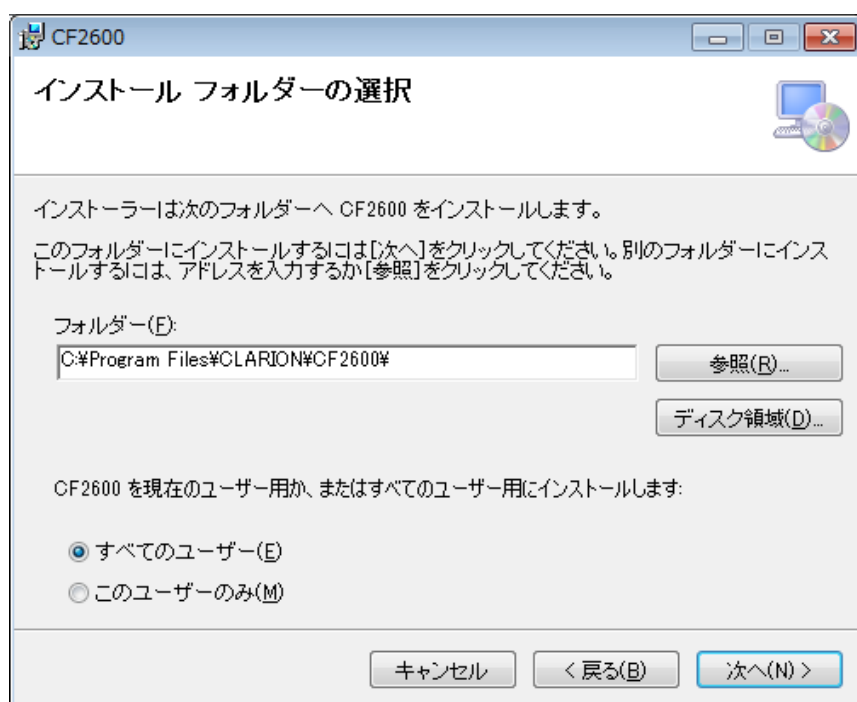 CF2600
インストール フォルダーの選択
インストーラーは次のフォルダーへ CF2600 をインストールします。
このフォルダーにインストールするには[次へ]をクリックしてください。別のフォルダーにインス
トールするには、アドレスを入力するか[参照]をクリックしてください。
フォルダー(F):
C:¥Program Files¥CLARION¥CF2600¥
参照(R)...
ディスク領域(D)...
CF2600 を現在のユーザー用か、またはすべてのユーザー用にインストールします:
すべてのユーザー(E)
このユーザーのみ(M)
キャンセル
< 戻る(B)
次へ(N) >